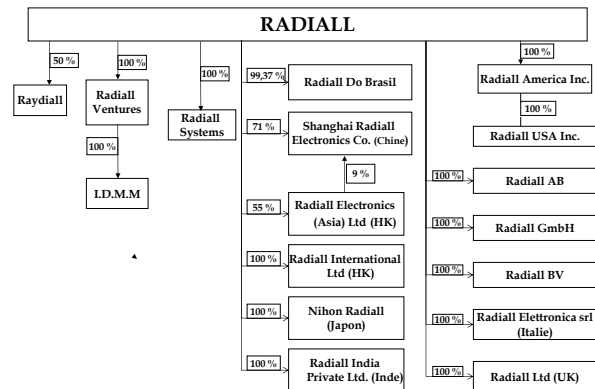 RADIALL
50 %
Raydiall
100 %
Radiall
Ventures
100 %
I.D.M.M
100 %
Radiall
Systems
99,37 %
Radiall Do Brasil
71 %
Shanghai Radiall
Electronics Co. (Chine)
9 %
55 %
Radiall Electronics
(Asia) Ltd (HK)
100 %
Radiall International
Ltd (HK)
100 %
Nihon Radiall
(Japon)
100 %
Radiall India
Private Ltd. (Inde)
100 %
Radiall America Inc.
100 %
Radiall USA Inc.
100 %
Radiall AB
100 %
Radiall GmbH
100 %
Radiall BV
100 %
Radiall Elettronica srl
(Italie)
100 %
Radiall Ltd (UK)